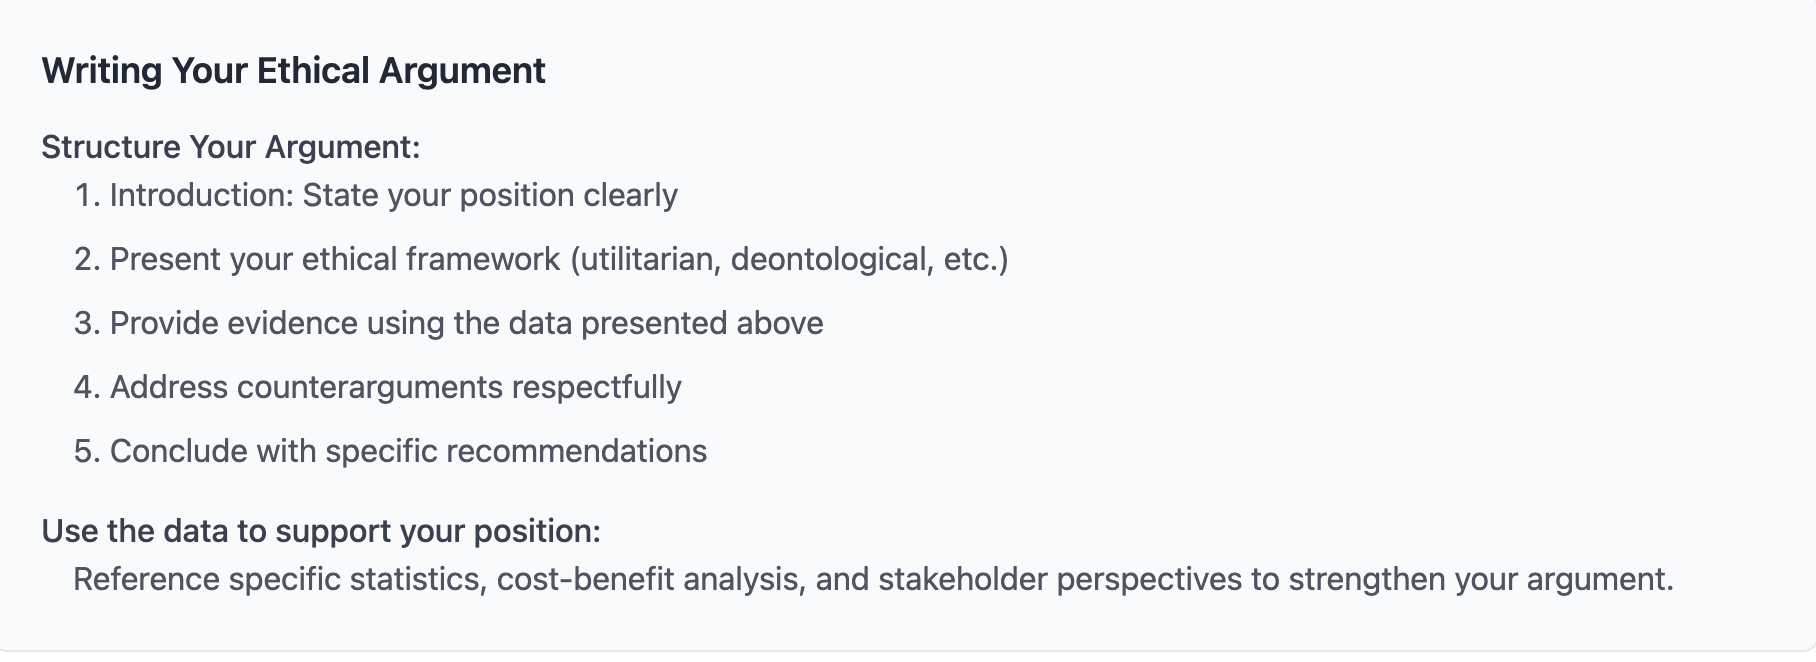 Writing Your Ethical Argument
Structure Your Argument:
1. Introduction: State your position clearly
2. Present your ethical framework (utilitarian, deontological, etc.)
3. Provide evidence using the data presented above
4. Address counterarguments respectfully
5. Conclude with specific recommendations
Use the data to support your position:
Reference specific statistics, cost-benefit analysis, and stakeholder perspectives to strengthen your argument.